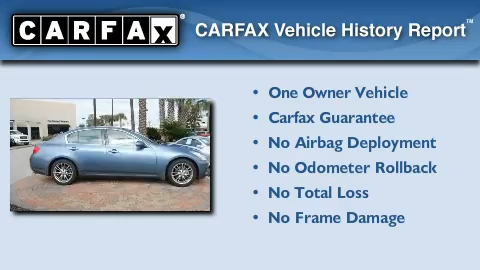 CARFAX® CARFAX Vehicle History Report™
• One Owner Vehicle
• Carfax Guarantee
• No Airbag Deployment
• No Odometer Rollback
• No Total Loss
• No Frame Damage